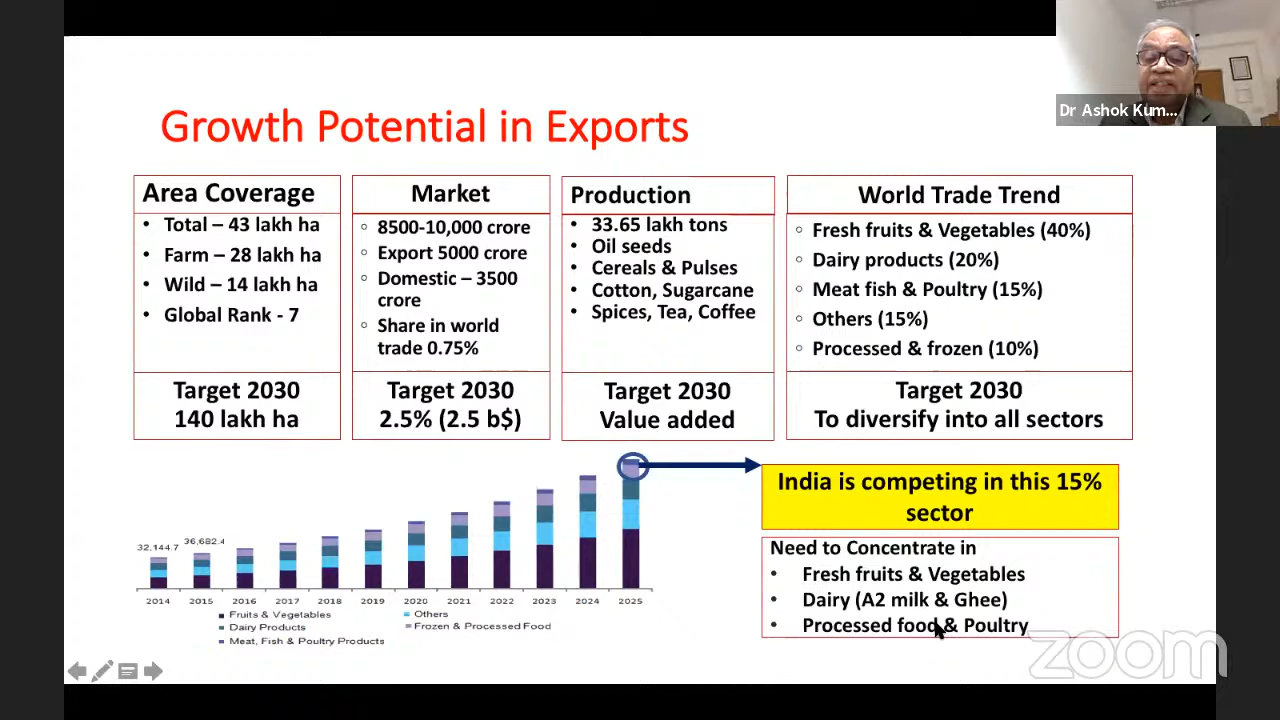 Dr Ashok Kum...
Growth Potential in Exports
Area Coverage
• Total – 43 lakh ha
• Farm – 28 lakh ha
• Wild – 14 lakh ha
• Global Rank - 7
Target 2030
140 lakh ha
Market
○ 8500-10,000 crore
○ Export 5000 crore
○ Domestic – 3500
crore
○ Share in world
trade 0.75%
Target 2030
2.5% (2.5 b$)
Production
• 33.65 lakh tons
• Oil seeds
• Cereals & Pulses
• Cotton, Sugarcane
• Spices, Tea, Coffee
Target 2030
Value added
World Trade Trend
○ Fresh fruits & Vegetables (40%)
○ Dairy products (20%)
○ Meat fish & Poultry (15%)
○ Others (15%)
○ Processed & frozen (10%)
Target 2030
To diversify into all sectors
32,144.7 36,682.4
2014 2015 2016 2017 2018 2019 2020 2021 2022 2023 2024 2025
Fruits & Vegetables
Others
Dairy Products
Frozen & Processed Food
Meat, Fish & Poultry Products
India is competing in this 15%
sector
Need to Concentrate in
• Fresh fruits & Vegetables
• Dairy (A2 milk & Ghee)
• Processed food & Poultry
zoom